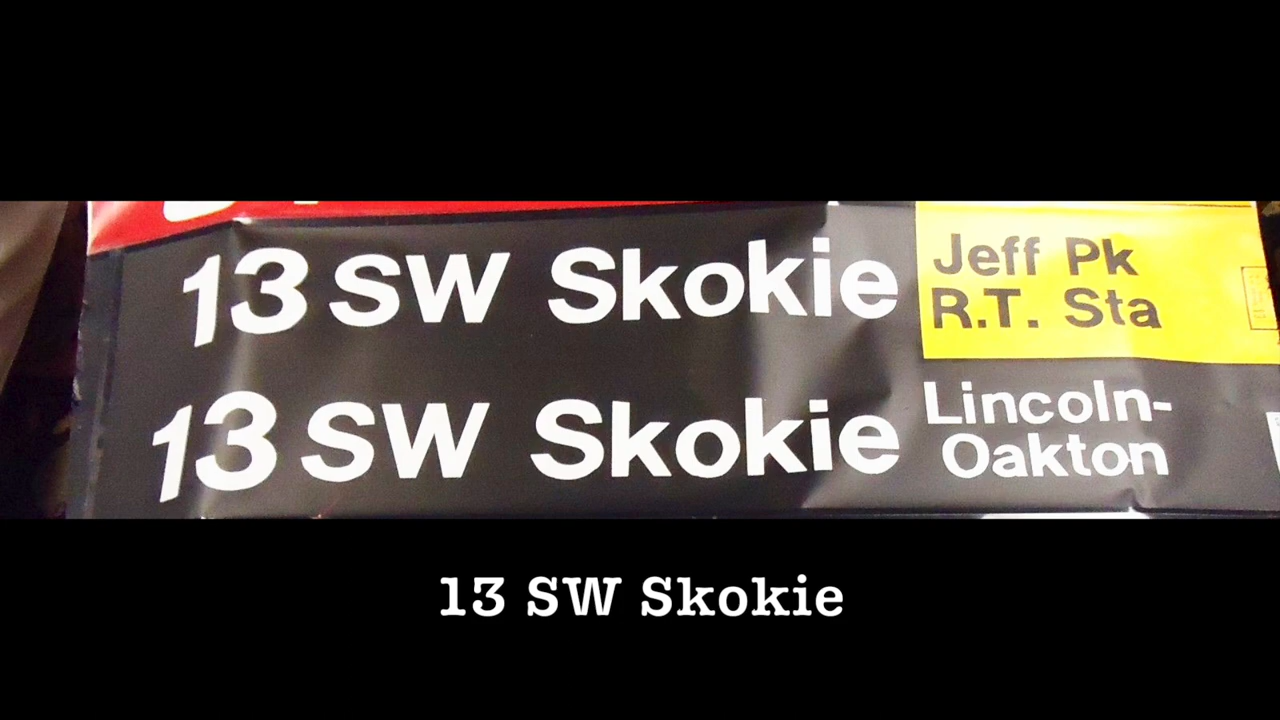 13 SW Skokie Jeff Pk
R.T. Sta
13 SW Skokie Lincoln-
Oakton
13 SW Skokie